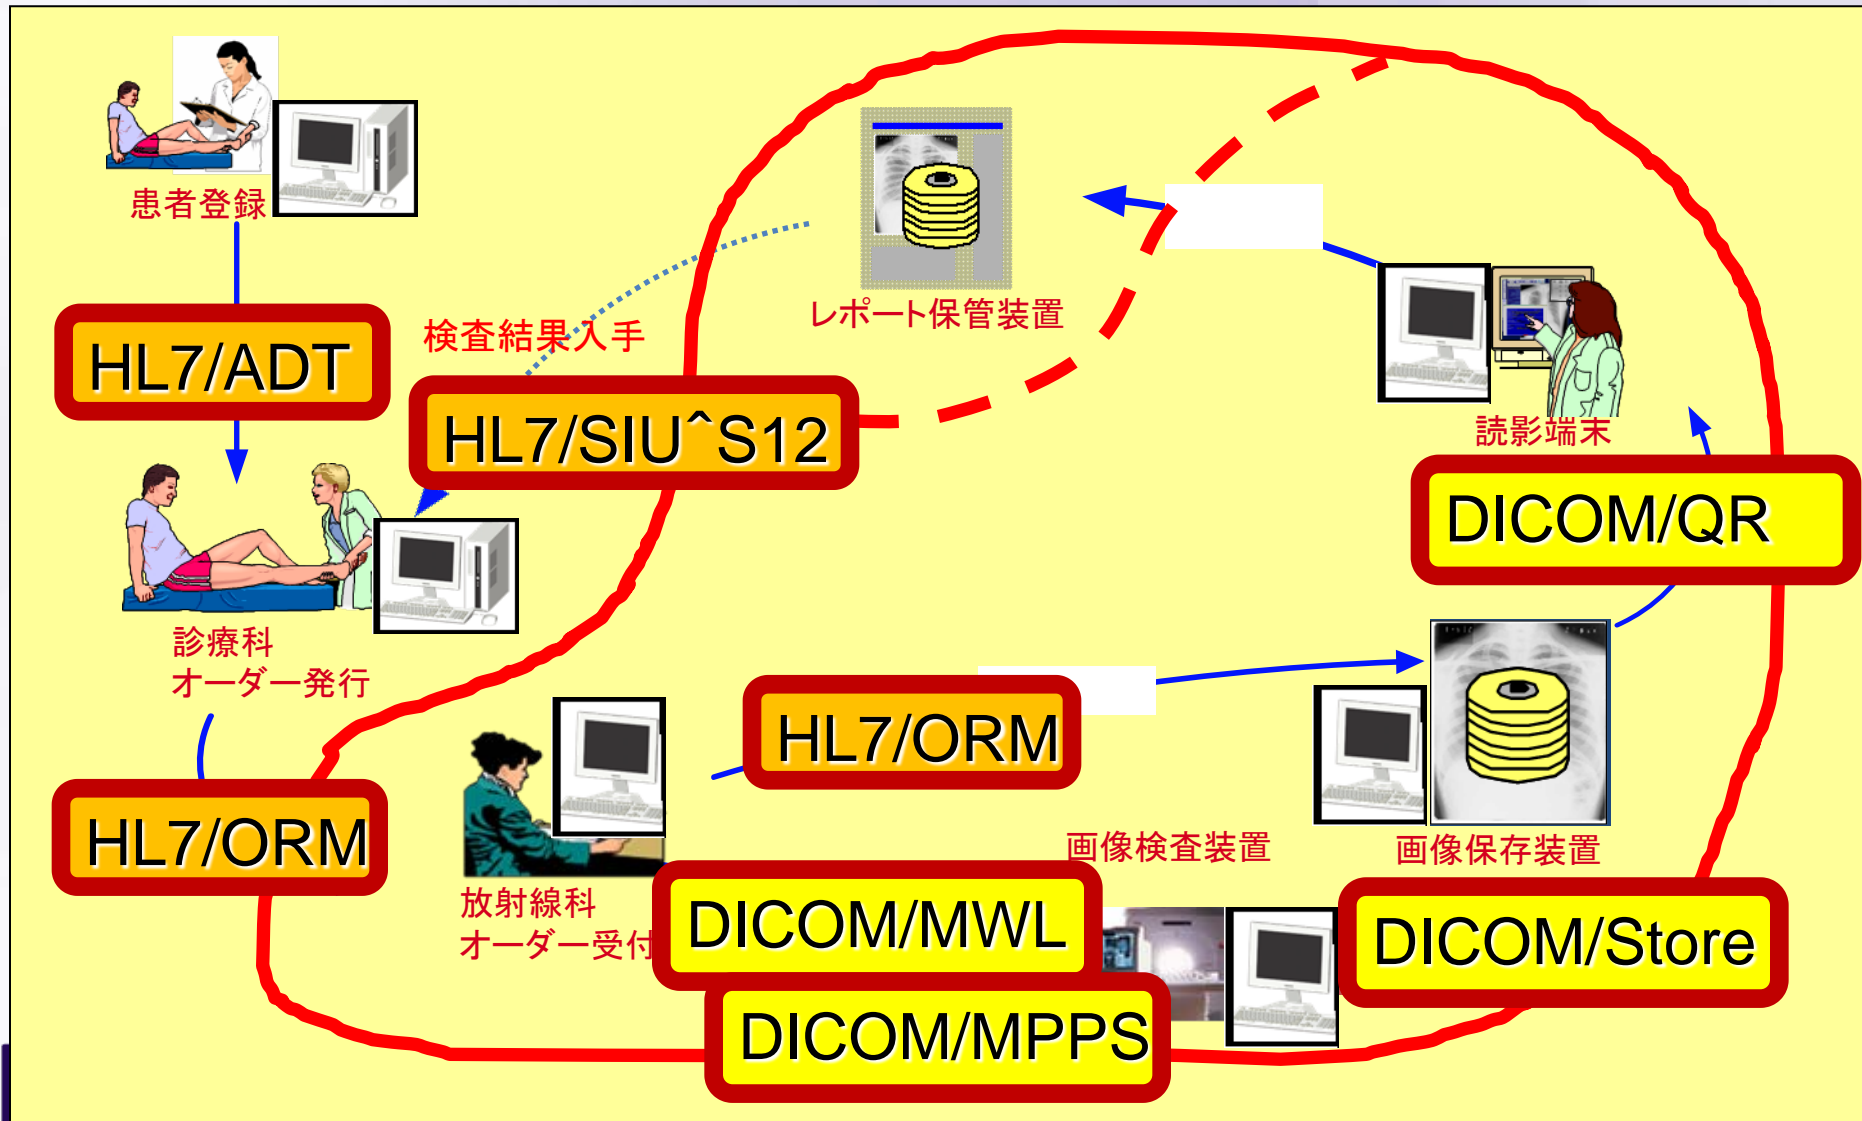 患者登録
HL7/ADT
検査結果入手
HL7/SIU^S12
レポート保管装置
読影端末
DICOM/QR
診療科
オーダー発行
HL7/ORM
HL7/ORM
放射線科
オーダー受付
画像検査装置
画像保存装置
DICOM/MWL
DICOM/MPPS
DICOM/Store